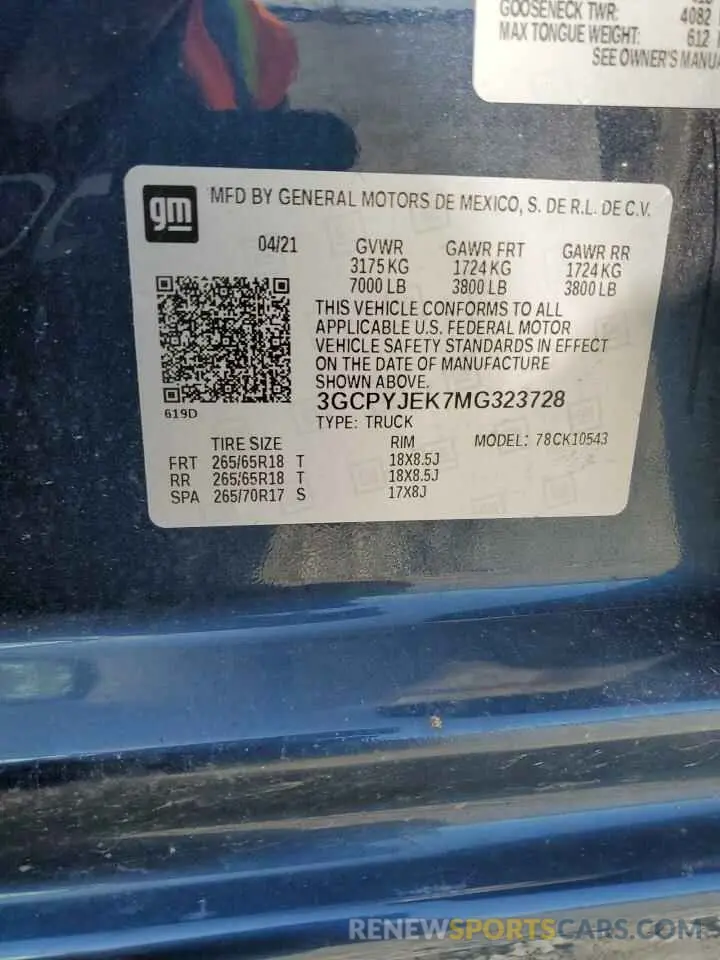 GOOSENECK TWR: 4082
MAX TONGUE WEIGHT: 612
SEE OWNER'S MANUA
gm MFD BY GENERAL MOTORS DE MEXICO, S. DE R.L. DE C.V.
04/21 GVWR GAWR FRT GAWR RR
3175 KG 1724 KG 1724 KG
7000 LB 3800 LB 3800 LB
THIS VEHICLE CONFORMS TO ALL
APPLICABLE U.S. FEDERAL MOTOR
VEHICLE SAFETY STANDARDS IN EFFECT
ON THE DATE OF MANUFACTURE
SHOWN ABOVE.
619D
3GCPYJEK7MG323728
TYPE: TRUCK
TIRE SIZE RIM MODEL: 78CK10543
FRT 265/65R18 T 18X8.5J
RR 265/65R18 T 18X8.5J
SPA 265/70R17 S 17X8J
RENEWSPORTSCARS.COM